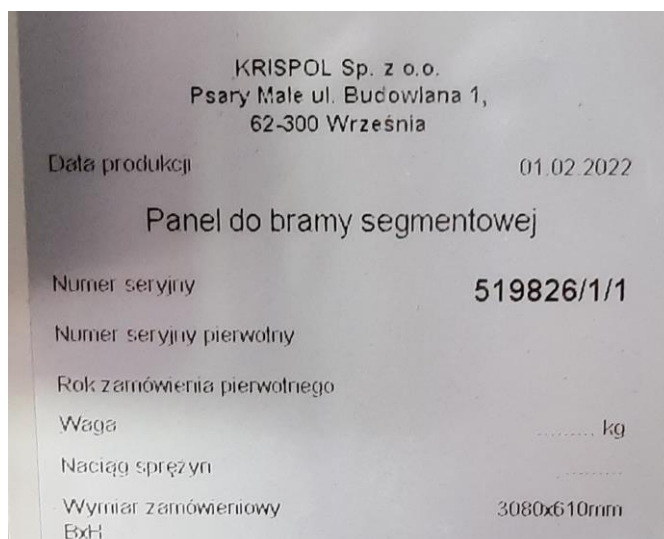 KRISPOL Sp. z o.o.
Psary Małe ul. Budowlana 1,
62-300 Września
Data produkcji 01.02.2022
Panel do bramy segmentowej
Numer seryjny 519826/1/1
Numer seryjny pierwotny
Rok zamówienia pierwotnego
Waga ......... kg
Naciąg sprężyn .........
Wymiar zamówieniowy 3080x610mm
BxH